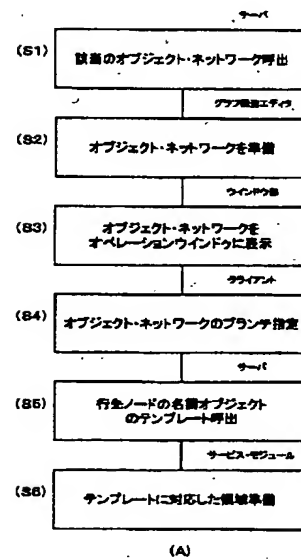 サーバ
(S1)
該当のオブジェクト・ネットワーク呼出
エディタ
(S2)
オブジェクト・ネットワークを準備
ウインドウ部
(S3)
オブジェクト・ネットワークを
オペレーションウインドウに表示
クライアント
(S4)
オブジェクト・ネットワークのブランチ指定
サーバ
(S5)
行先ノードの名前オブジェクト
のテンプレート呼出
サービス・モジュール
(S6)
テンプレートに対応した領域準備
(A)